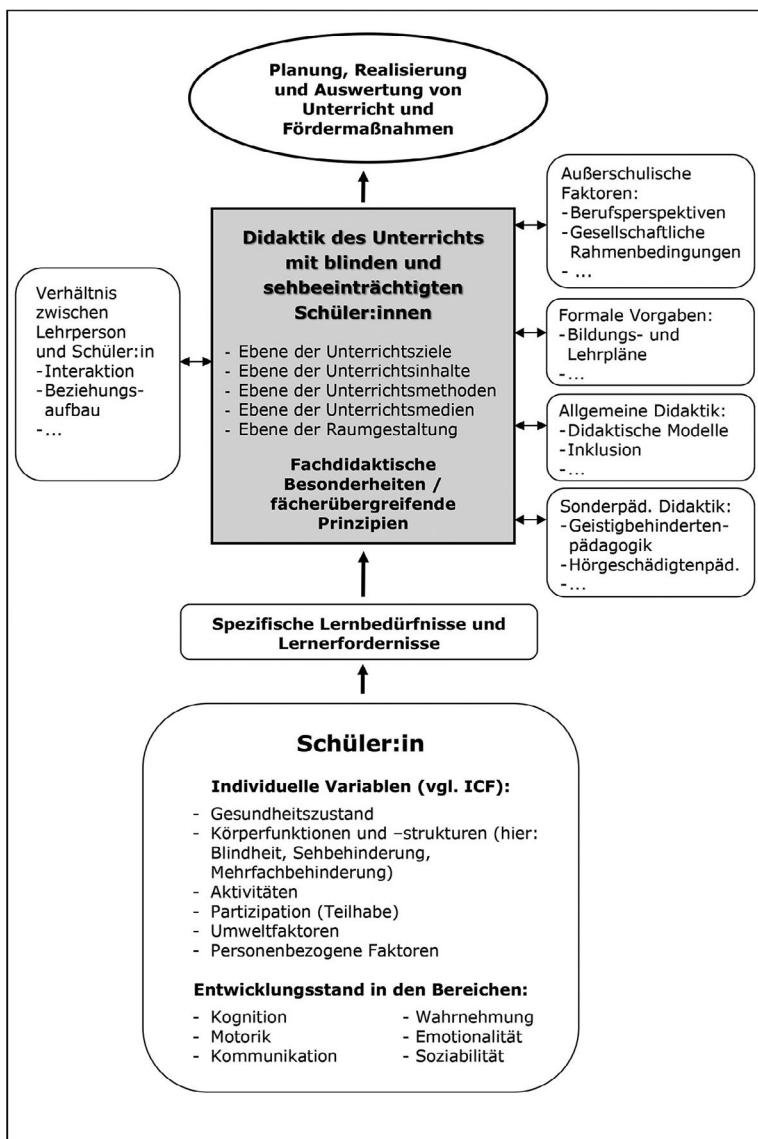 Planung, Realisierung
und Auswertung von
Unterricht und
Fördermaßnahmen
Didaktik des Unterrichts
mit blinden und
sehbeeinträchtigten
Schüler:innen
- Ebene der Unterrichtsziele
- Ebene der Unterrichtsinhalte
- Ebene der Unterrichtsmethoden
- Ebene der Unterrichtsmedien
- Ebene der Raumgestaltung
Fachdidaktische
Besonderheiten /
fächerübergreifende
Prinzipien
Verhältnis
zwischen
Lehrperson
und Schüler:in
- Interaktion
- Beziehungs-
aufbau
- ...
Außerschulische
Faktoren:
- Berufsperspektiven
- Gesellschaftliche
Rahmenbedingungen
- ...
Formale Vorgaben:
- Bildungs- und
Lehrpläne
- ...
Allgemeine Didaktik:
- Didaktische Modelle
- Inklusion
- ...
Sonderpäd. Didaktik:
- Geistigbehinderten-
pädagogik
- Hörgeschädigtenpäd.
- ...
Spezifische Lernbedürfnisse und
Lernerfordernisse
Schüler:in
Individuelle Variablen (vgl. ICF):
- Gesundheitszustand
- Körperfunktionen und –strukturen (hier:
Blindheit, Sehbehinderung,
Mehrfachbehinderung)
- Aktivitäten
- Partizipation (Teilhabe)
- Umweltfaktoren
- Personenbezogene Faktoren
Entwicklungsstand in den Bereichen:
- Kognition
- Motorik
- Kommunikation
- Wahrnehmung
- Emotionalität
- Soziabilität